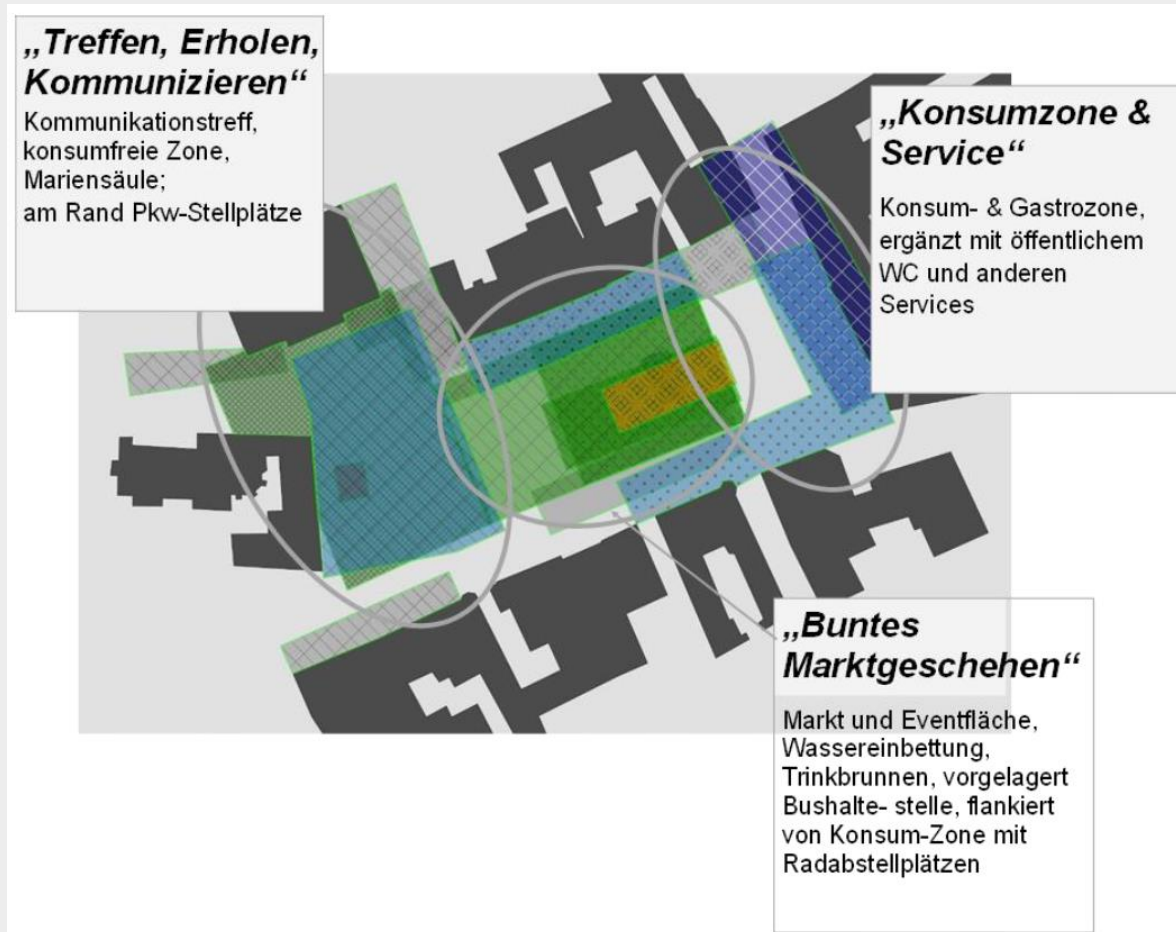 „Treffen, Erholen,
Kommunizieren“
Kommunikationstreff,
konsumfreie Zone,
Mariensäule;
am Rand Pkw-Stellplätze
„Konsumzone &
Service“
Konsum- & Gastrozone,
ergänzt mit öffentlichem
WC und anderen
Services
„Buntes
Marktgeschehen“
Markt und Eventfläche,
Wassereinbettung,
Trinkbrunnen, vorgelagert
Bushalte- stelle, flankiert
von Konsum-Zone mit
Radabstellplätzen